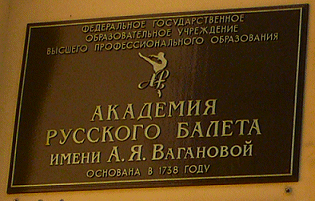 ФЕДЕРАЛЬНОЕ ГОСУДАРСТВЕННОЕ
ОБРАЗОВАТЕЛЬНОЕ УЧРЕЖДЕНИЕ
ВЫСШЕГО ПРОФЕССИОНАЛЬНОГО ОБРАЗОВАНИЯ
АКАДЕМИЯ
РУССКОГО БАЛЕТА
ИМЕНИ А. Я. ВАГАНОВОЙ
ОСНОВАНА В 1738 ГОДУ